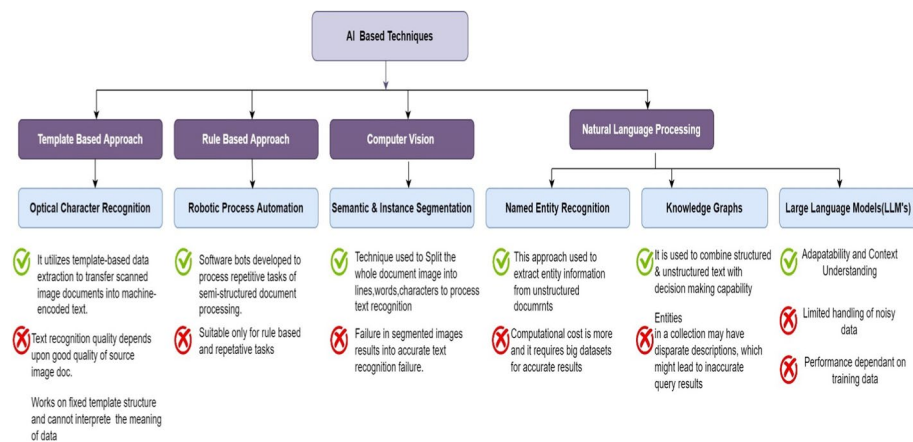 AI Based Techniques
Template Based Approach
Rule Based Approach
Computer Vision
Natural Language Processing
Optical Character Recognition
Robotic Process Automation
Semantic & Instance Segmentation
Named Entity Recognition
Knowledge Graphs
Large Language Models(LLM's)
It utilizes template-based data
extraction to transfer scanned
image documents into machine-
encoded text.
Text recognition quality depends
upon good quality of source
image doc.
Works on fixed template structure
and cannot interpret the meaning
of data
Software bots developed to
process repetitive tasks of
semi-structured document
processing.
Suitable only for rule based
and repetative tasks
Technique used to Split the
whole document image into
lines,words,characters to process
text recognition
Failure in segmented images
results into accurate text
recognition failure.
This approach used to
extract entity information
from unstructured
documrnts
Computational cost is more
and it requires big datasets
for accurate results
It is used to combine structured
& unstructured text with
decision making capability
Entities
in a collection may have
disparate descriptions, which
might lead to inaccurate
query results
Adapatability and Context
Understanding
Limited handling of noisy
data
Performance dependant on
training data